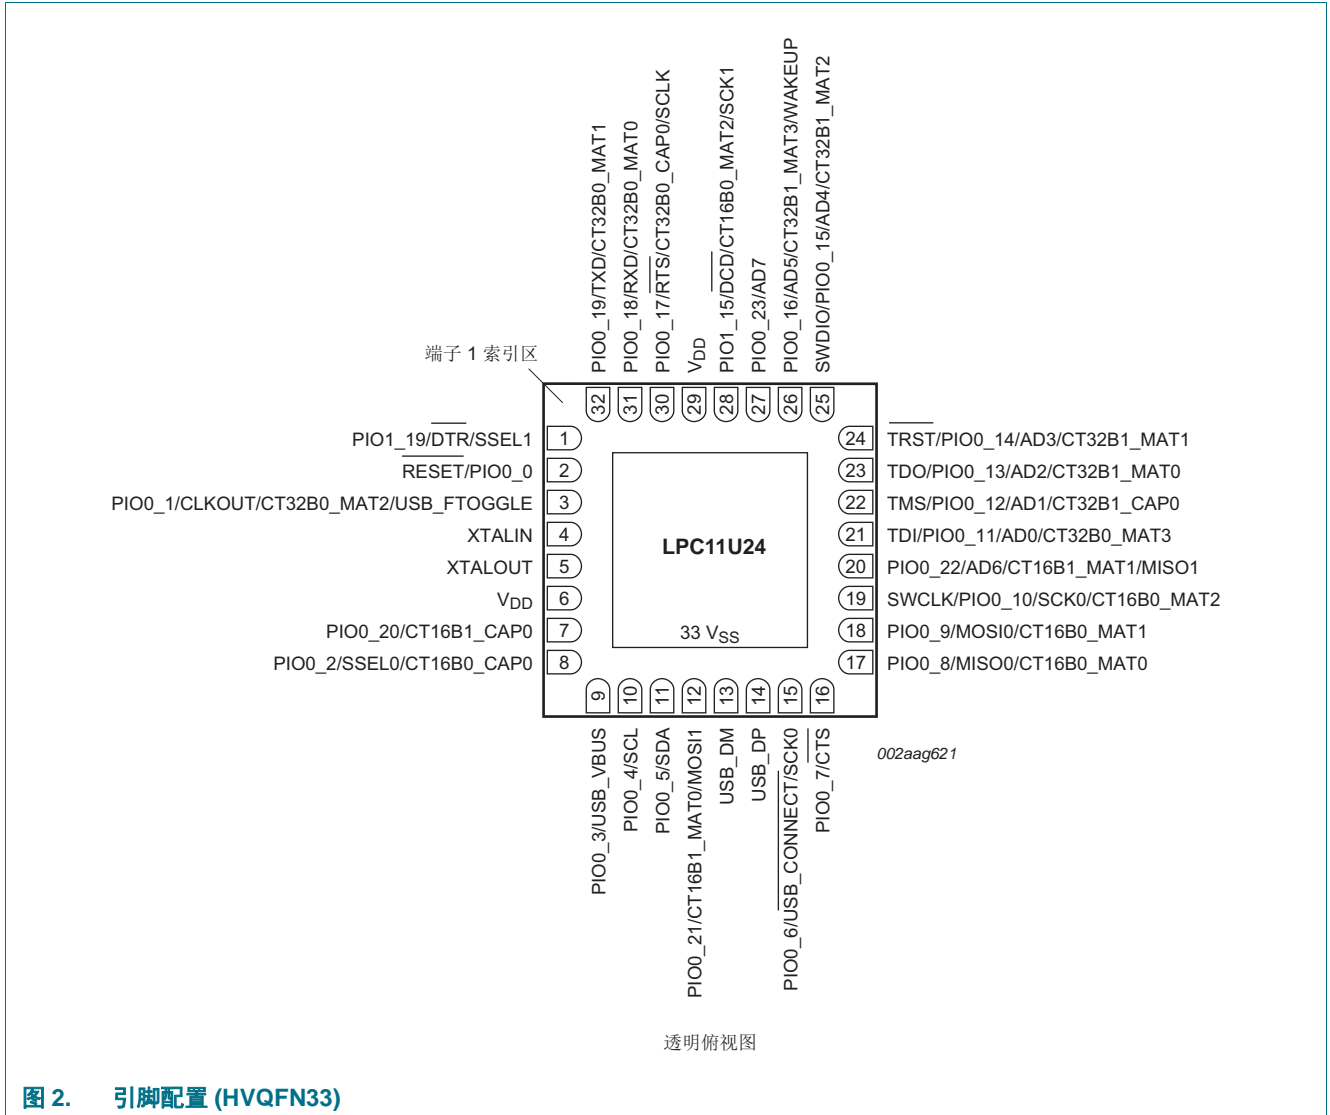 PIO0_19/TXD/CT32B0_MAT1
PIO0_18/RXD/CT32B0_MAT0
PIO0_17/RTS/CT32B0_CAP0/SCLK
VDD
PIO1_15/DCD/CT16B0_MAT2/SCK1
PIO0_23/AD7
PIO0_16/AD5/CT32B1_MAT3/WAKEUP
SWDIO/PIO0_15/AD4/CT32B1_MAT2
端子 1 索引区
32 31 30 29 28 27 26 25
PIO1_19/DTR/SSEL1 1
24 TRST/PIO0_14/AD3/CT32B1_MAT1
RESET/PIO0_0 2
23 TDO/PIO0_13/AD2/CT32B1_MAT0
PIO0_1/CLKOUT/CT32B0_MAT2/USB_FTOGGLE 3
22 TMS/PIO0_12/AD1/CT32B1_CAP0
XTALIN 4
21 TDI/PIO0_11/AD0/CT32B0_MAT3
LPC11U24
XTALOUT 5
20 PIO0_22/AD6/CT16B1_MAT1/MISO1
VDD 6
19 SWCLK/PIO0_10/SCK0/CT16B0_MAT2
PIO0_20/CT16B1_CAP0 7
33 VSS
18 PIO0_9/MOSI0/CT16B0_MAT1
PIO0_2/SSEL0/CT16B0_CAP0 8
17 PIO0_8/MISO0/CT16B0_MAT0
9 10 11 12 13 14 15 16
PIO0_3/USB_VBUS
PIO0_4/SCL
PIO0_5/SDA
PIO0_21/CT16B1_MAT0/MOSI1
USB_DM
USB_DP
PIO0_6/USB_CONNECT/SCK0
PIO0_7/CTS
002aag621
透明俯视图
图 2. 引脚配置 (HVQFN33)